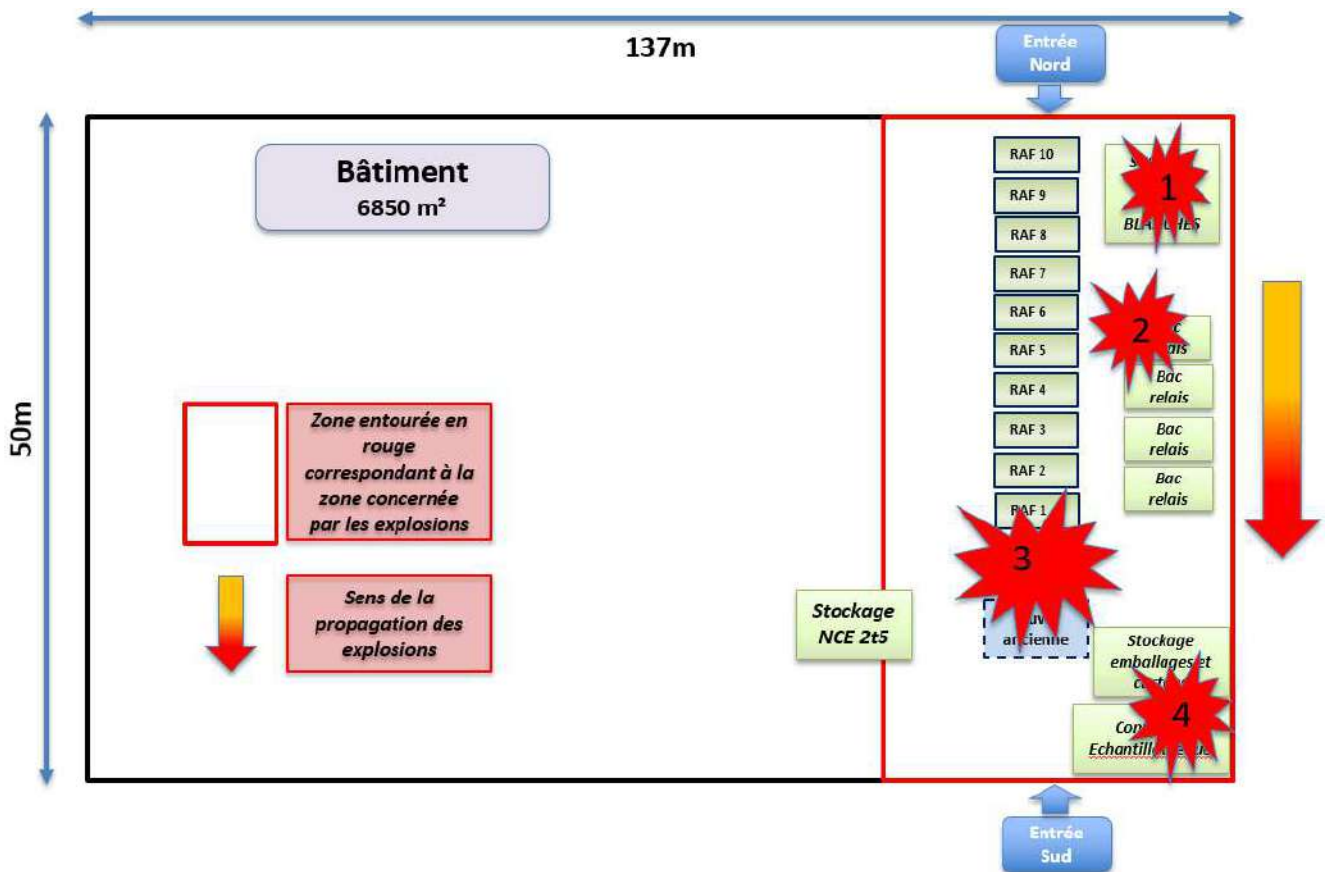 137m
Entrée
Nord
50m
Bâtiment
6850 m²
RAF 10
RAF 9
RAF 8
RAF 7
RAF 6
RAF 5
RAF 4
RAF 3
RAF 2
RAF 1
1
2
Bac
relais
Bac
relais
Bac
relais
3
ancienne
Zone entourée en
rouge
correspondant à la
zone concernée
par les explosions
Sens de la
propagation des
explosions
Stockage
NCE 2t5
Stockage
emballages et
4
Entrée
Sud